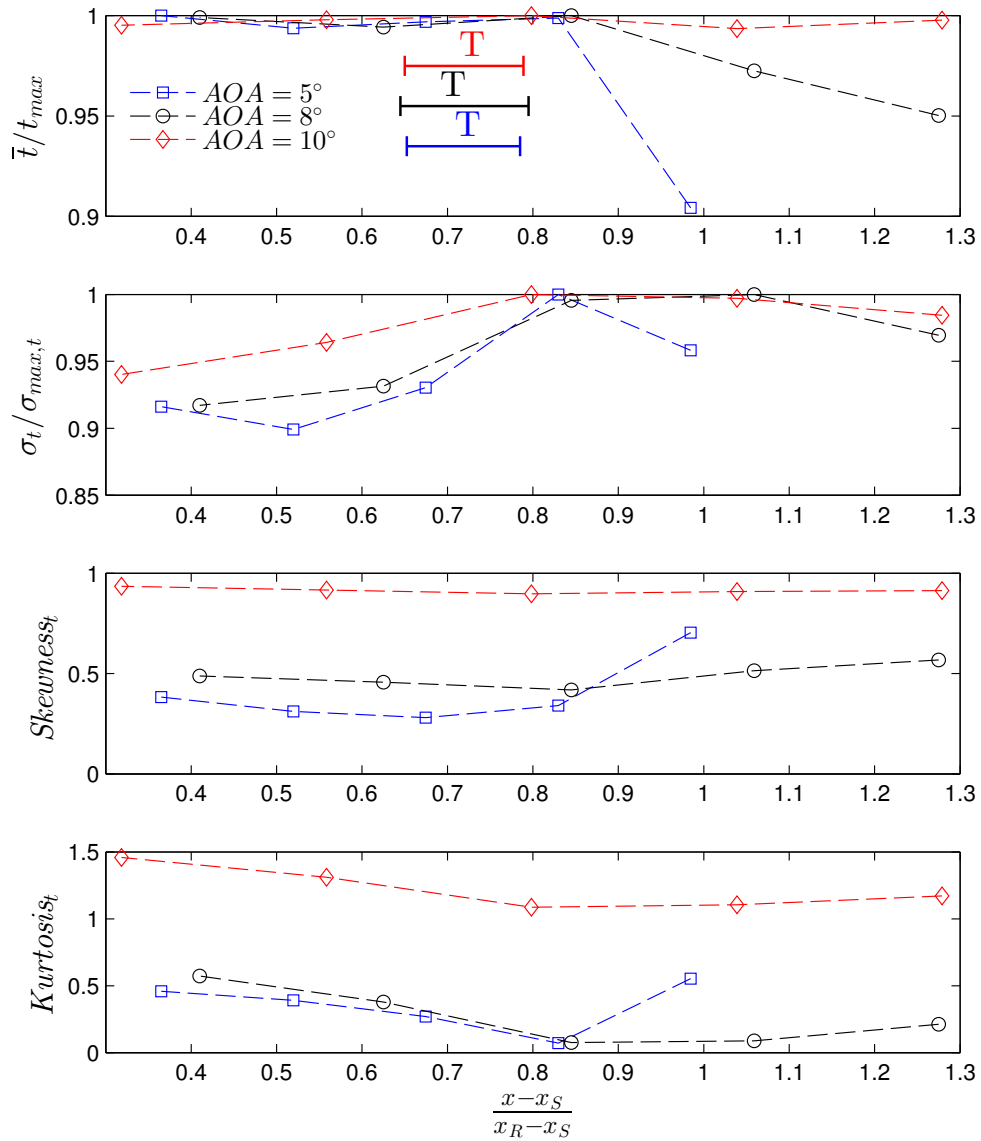 1
0.95
0.9
t̅/t_max
T
T
T
AOA = 5°
AOA = 8°
AOA = 10°
0.4 0.5 0.6 0.7 0.8 0.9 1 1.1 1.2 1.3
1
0.95
0.9
0.85
σ_t/σ_max,t
0.4 0.5 0.6 0.7 0.8 0.9 1 1.1 1.2 1.3
1
0.5
0
Skewness_t
0.4 0.5 0.6 0.7 0.8 0.9 1 1.1 1.2 1.3
1.5
1
0.5
0
Kurtosis_t
0.4 0.5 0.6 0.7 0.8 0.9 1 1.1 1.2 1.3
x−x_S
x_R−x_S